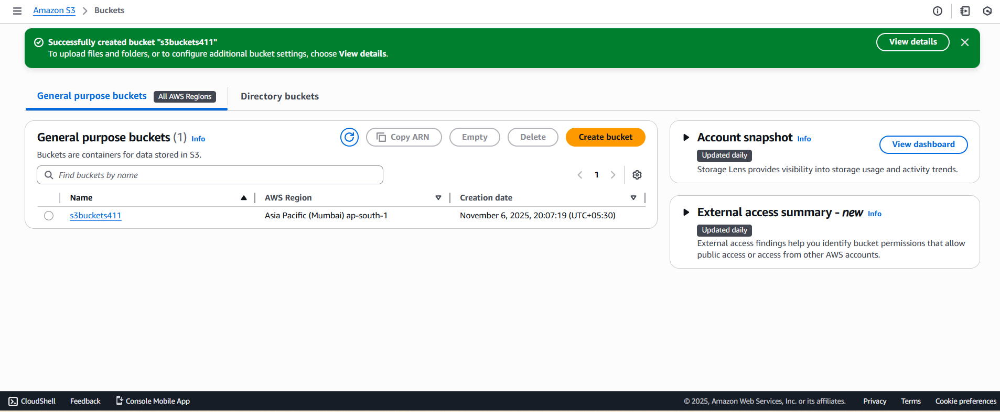 Amazon S3 > Buckets
Successfully created bucket "s3buckets411"
To upload files and folders, or to configure additional bucket settings, choose View details.
View details
General purpose buckets All AWS Regions
Directory buckets
General purpose buckets (1) Info
Copy ARN
Empty
Delete
Create bucket
Buckets are containers for data stored in S3.
Find buckets by name
1
Name AWS Region Creation date
s3buckets411 Asia Pacific (Mumbai) ap-south-1 November 6, 2025, 20:07:19 (UTC+05:30)
Account snapshot Info
View dashboard
Updated daily
Storage Lens provides visibility into storage usage and activity trends.
External access summary - new Info
Updated daily
External access findings help you identify bucket permissions that allow
public access or access from other AWS accounts.
CloudShell Feedback Console Mobile App © 2025, Amazon Web Services, Inc. or its affiliates. Privacy Terms Cookie preferences